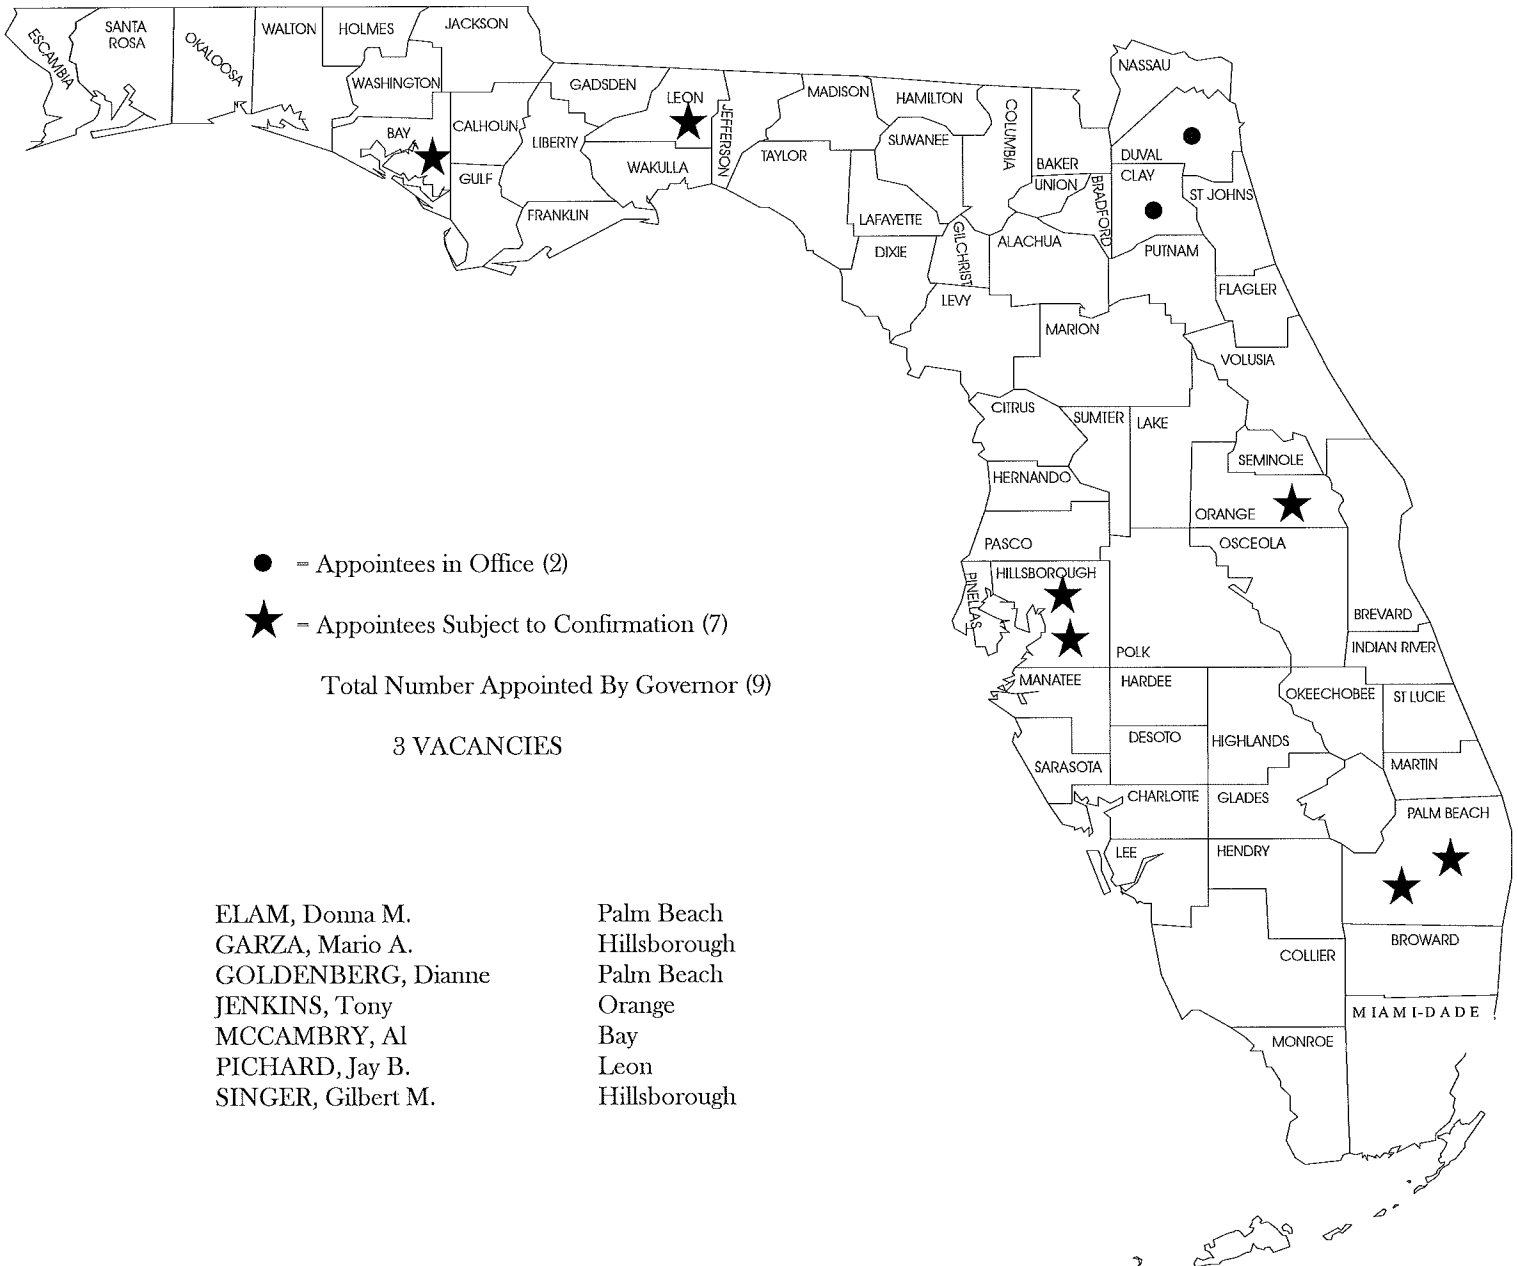 ESCAMBIA
SANTA
ROSA
OKALOOSA
WALTON
HOLMES
JACKSON
WASHINGTON
BAY
CALHOUN
GULF
GADSDEN
LIBERTY
FRANKLIN
LEON
WAKULLA
JEFFERSON
MADISON
TAYLOR
HAMILTON
SUWANEE
LAFAYETTE
DIXIE
COLUMBIA
GILCHRIST
LEVY
BAKER
UNION
BRADFORD
ALACHUA
NASSAU
DUVAL
CLAY
ST JOHNS
PUTNAM
FLAGLER
MARION
VOLUSIA
CITRUS
SUMTER
LAKE
SEMINOLE
HERNANDO
ORANGE
PASCO
OSCEOLA
PINELLAS
HILLSBOROUGH
POLK
BREVARD
INDIAN RIVER
MANATEE
HARDEE
OKEECHOBEE
ST LUCIE
DESOTO
HIGHLANDS
SARASOTA
MARTIN
CHARLOTTE
GLADES
PALM BEACH
LEE
HENDRY
BROWARD
COLLIER
MIAMI-DADE
MONROE
= Appointees in Office (2)
= Appointees Subject to Confirmation (7)
Total Number Appointed By Governor (9)
3 VACANCIES
ELAM, Donna M. Palm Beach
GARZA, Mario A. Hillsborough
GOLDENBERG, Dianne Palm Beach
JENKINS, Tony Orange
MCCAMBRY, Al Bay
PICHARD, Jay B. Leon
SINGER, Gilbert M. Hillsborough